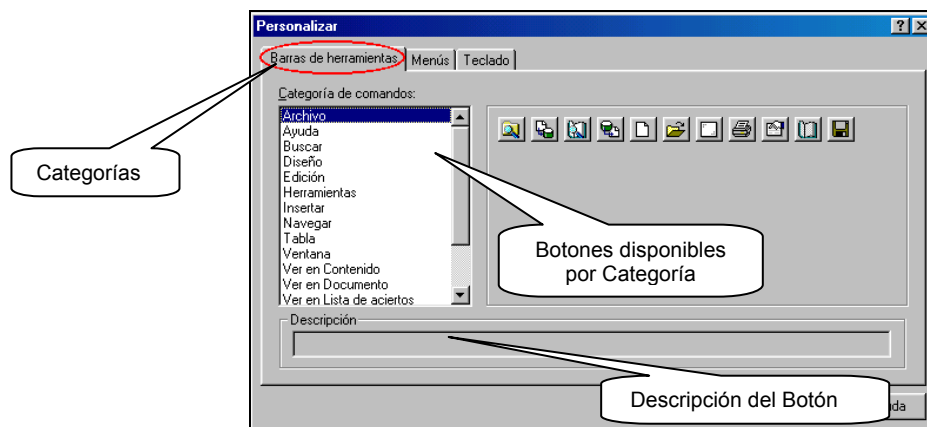 Personalizar
Barras de herramientas Menús Teclado
Categoría de comandos:
Archivo
Ayuda
Buscar
Diseño
Edición
Herramientas
Insertar
Navegar
Tabla
Ventana
Ver en Contenido
Ver en Documento
Ver en Lista de aciertos
Categorías
Botones disponibles
por Categoría
Descripción
Descripción del Botón